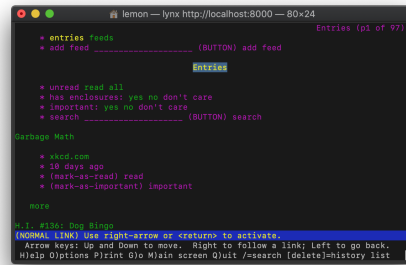 lemon — lynx http://localhost:8000 — 80×24
Entries (p1 of 97)
* entries feeds
* add feed ____________________ (BUTTON) add feed
Entries
* unread read all
* has enclosures: yes no don't care
* important: yes no don't care
* search ____________________ (BUTTON) search
Garbage Math
* xkcd.com
* 10 days ago
* (mark-as-read) read
* (mark-as-important) important
more
H.I. #136: Dog Bingo
(NORMAL LINK) Use right-arrow or <return> to activate.
Arrow keys: Up and Down to move. Right to follow a link; Left to go back.
H)elp O)ptions P)rint G)o M)ain screen Q)uit /=search [delete]=history list